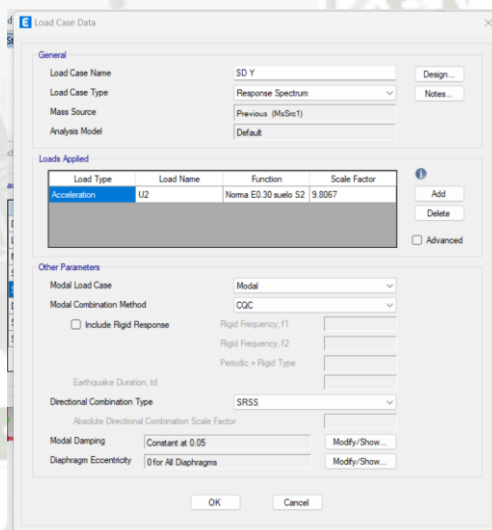 E Load Case Data
General
Load Case Name SD Y Design...
Load Case Type Response Spectrum Notes...
Mass Source Previous (MsSrc1)
Analysis Model Default
Loads Applied
Load Type Load Name Function Scale Factor
Acceleration U2 Norma E0.30 suelo S2 9.8067 Add
Delete
Advanced
Other Parameters
Modal Load Case Modal
Modal Combination Method CQC
Include Rigid Response Rigid Frequency, f1
Rigid Frequency, f2
Periodic + Rigid Type
Earthquake Duration, td
Directional Combination Type SRSS
Absolute Directional Combination Scale Factor
Modal Damping Constant at 0.05 Modify/Show...
Diaphragm Eccentricity 0 for All Diaphragms Modify/Show...
OK Cancel